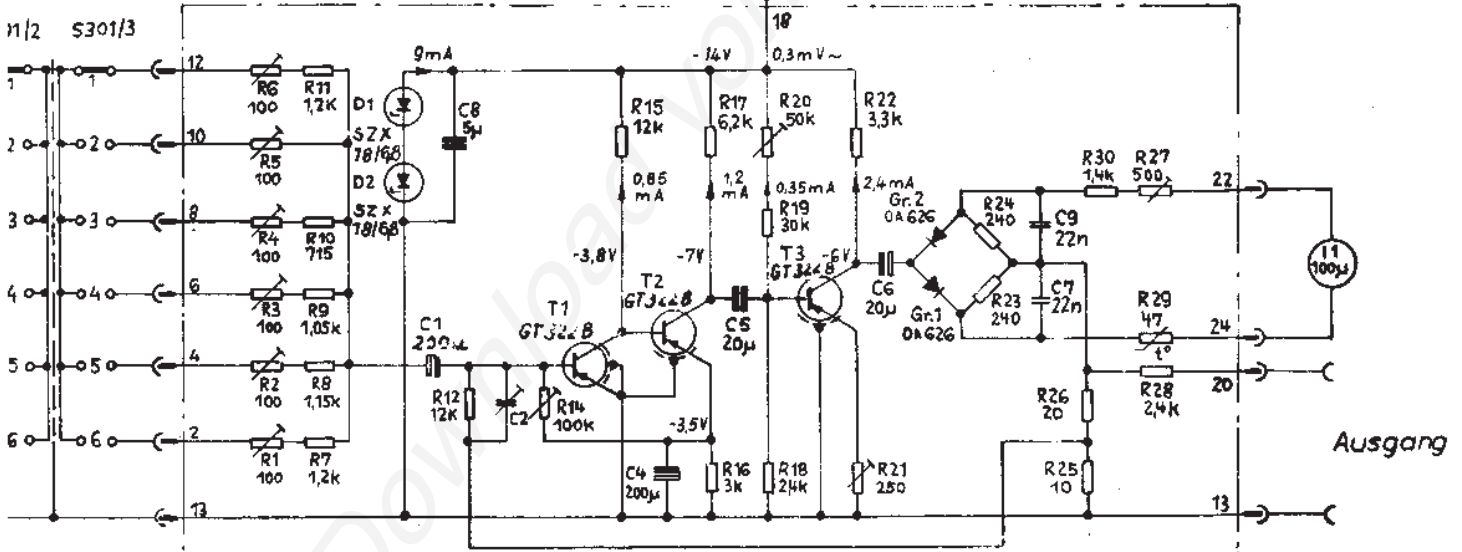 S301/3
18
12
9mA
-14V
0,3mV~
1
R6
100
R11
1,2K
D1
C8
5µ
R15
12k
R17
6,2k
R20
50k
R22
3,3k
10
2
2
R5
100
SZX
18/6,8
D2
0,85
mA
1,2
mA
0,35mA
2,4mA
R30
1,4k
R27
500
22
8
3
3
R4
100
R10
715
SZX
18/6,8
R19
30k
Gr.2
OA626
R24
240
C9
22n
-3,8V
T2
-7V
T3
-6V
I1
100µ
6
4
4
R3
100
R9
1,05k
T1
C1
200µ
C5
20µ
C6
20µ
Gr.1
OA626
R23
240
C7
22n
R29
47
t°
24
4
5
5
R2
100
R8
1,15k
R12
12K
C2
R14
100k
R28
2,4k
20
R26
20
2
6
6
R1
100
R7
1,2k
-3,5V
C4
200µ
R16
3k
R18
24k
R21
250
R25
10
Ausgang
13
13
Download von